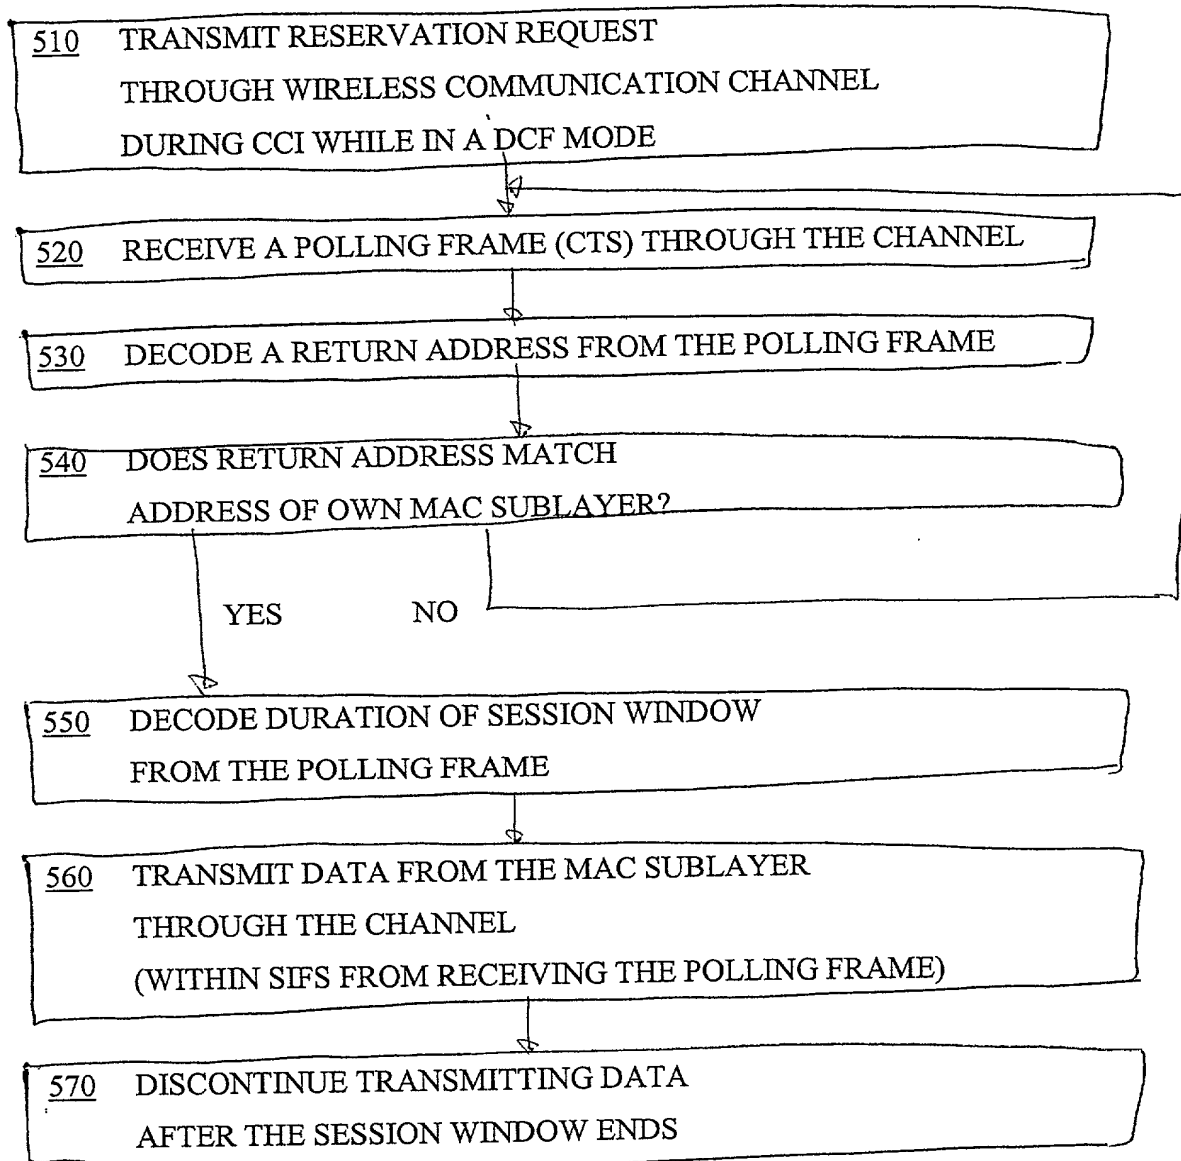 510 TRANSMIT RESERVATION REQUEST
THROUGH WIRELESS COMMUNICATION CHANNEL
DURING CCI WHILE IN A DCF MODE
520 RECEIVE A POLLING FRAME (CTS) THROUGH THE CHANNEL
530 DECODE A RETURN ADDRESS FROM THE POLLING FRAME
540 DOES RETURN ADDRESS MATCH
ADDRESS OF OWN MAC SUBLAYER?
YES NO
550 DECODE DURATION OF SESSION WINDOW
FROM THE POLLING FRAME
560 TRANSMIT DATA FROM THE MAC SUBLAYER
THROUGH THE CHANNEL
(WITHIN SIFS FROM RECEIVING THE POLLING FRAME)
570 DISCONTINUE TRANSMITTING DATA
AFTER THE SESSION WINDOW ENDS